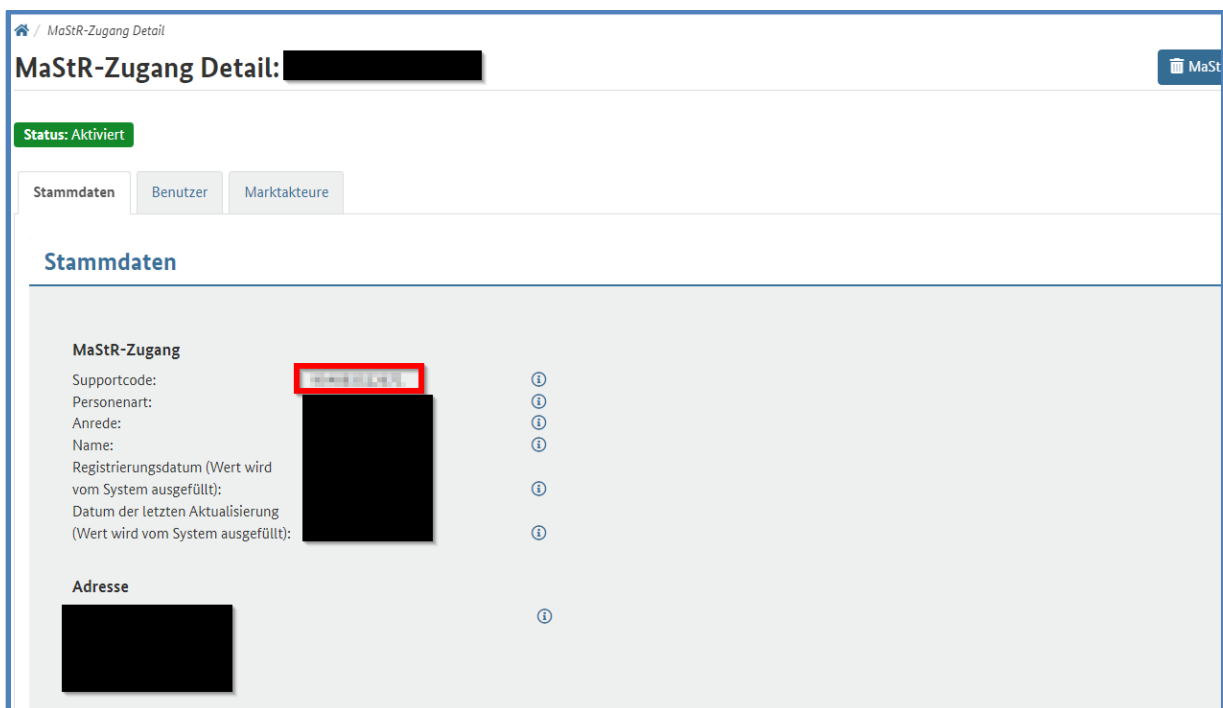 / MaStR-Zugang Detail
MaStR-Zugang Detail:
MaSt
Status: Aktiviert
Stammdaten
Benutzer
Marktakteure
Stammdaten
MaStR-Zugang
Supportcode:
Personenart:
Anrede:
Name:
Registrierungsdatum (Wert wird
vom System ausgefüllt):
Datum der letzten Aktualisierung
(Wert wird vom System ausgefüllt):
Adresse